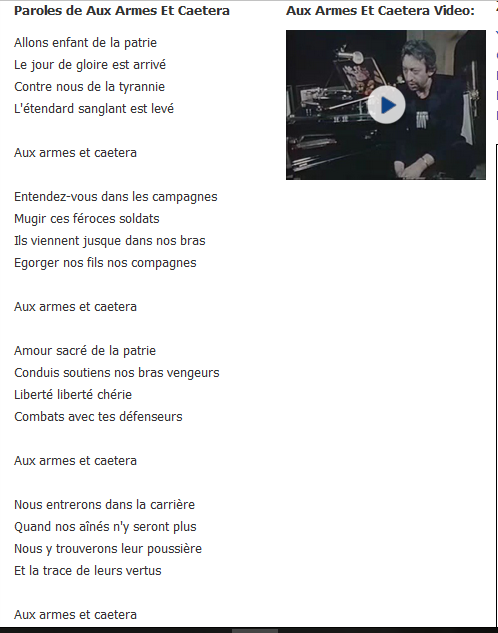 Paroles de Aux Armes Et Caetera
Allons enfant de la patrie
Le jour de gloire est arrivé
Contre nous de la tyrannie
L'étendard sanglant est levé
Aux armes et caetera
Entendez-vous dans les campagnes
Mugir ces féroces soldats
Ils viennent jusque dans nos bras
Egorger nos fils nos compagnes
Aux armes et caetera
Amour sacré de la patrie
Conduis soutiens nos bras vengeurs
Liberté liberté chérie
Combats avec tes défenseurs
Aux armes et caetera
Nous entrerons dans la carrière
Quand nos aînés n'y seront plus
Nous y trouverons leur poussière
Et la trace de leurs vertus
Aux armes et caetera
Aux Armes Et Caetera Video: